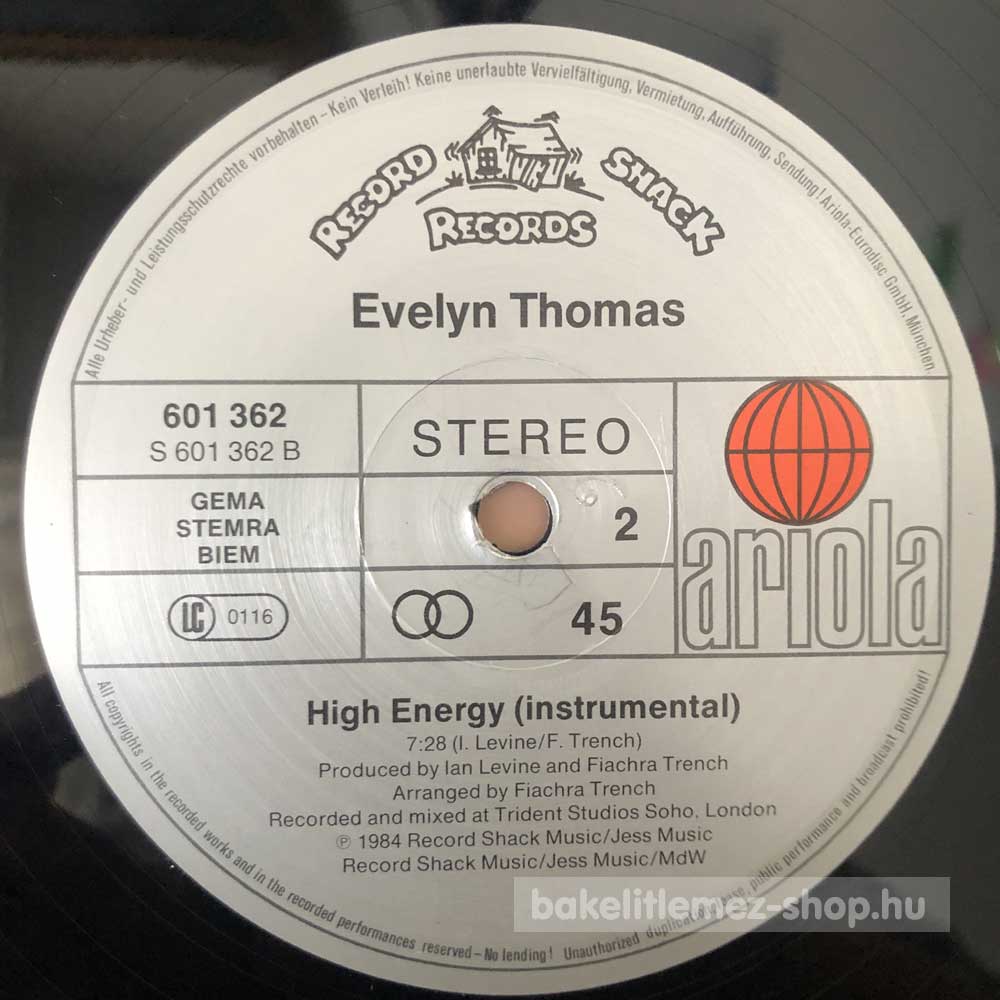 Alle Urheber- und Leistungsschutzrechte vorbehalten – Kein Verleih! Keine unerlaubte Vervielfältigung, Vermietung, Aufführung, Sendung! Ariola-Eurodisc GmbH, München.
RECORD SHACK
RECORDS
Evelyn Thomas
601 362
S 601 362 B
STEREO
GEMA
STEMRA
BIEM
2
LC 0116
45
ariola
High Energy (instrumental)
7:28 (I. Levine/F. Trench)
Produced by Ian Levine and Fiachra Trench
Arranged by Fiachra Trench
Recorded and mixed at Trident Studios Soho, London
℗ 1984 Record Shack Music/Jess Music
Record Shack Music/Jess Music/MdW
All copyrights in the recorded works and in the recorded performances reserved – No lending! Unauthorized duplication, lease, public performance and broadcast prohibited!
bakelitlemez-shop.hu